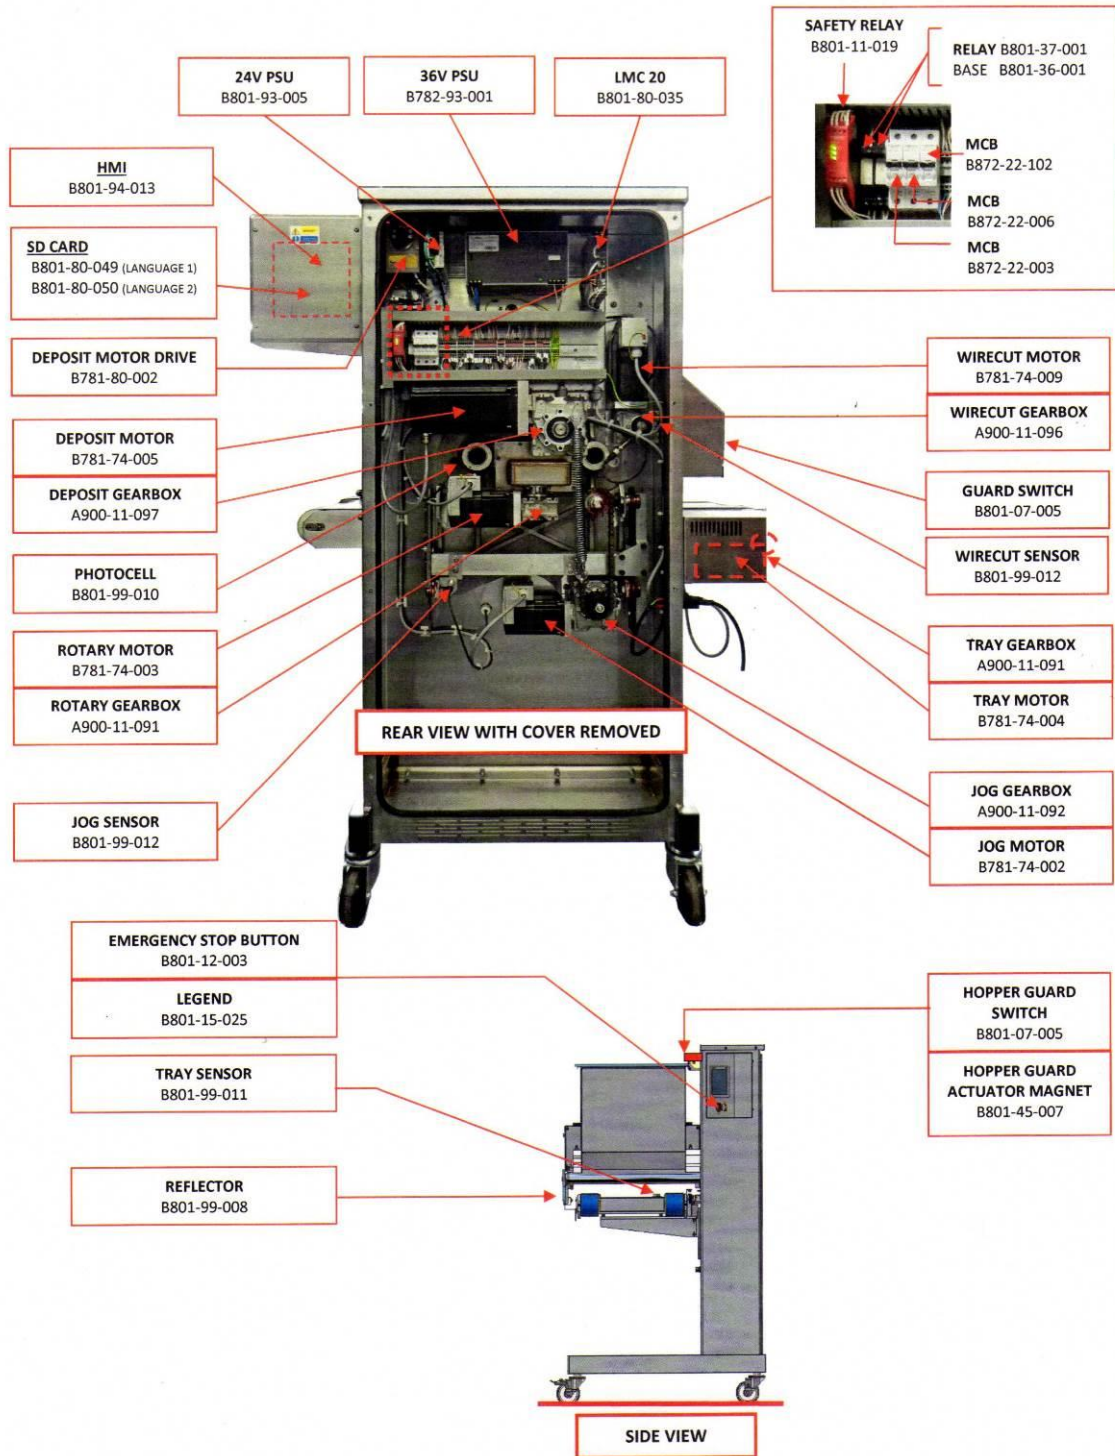 SAFETY RELAY
B801-11-019
RELAY B801-37-001
BASE B801-36-001
MCB
B872-22-102
MCB
B872-22-006
MCB
B872-22-003
24V PSU
B801-93-005
36V PSU
B782-93-001
LMC 20
B801-80-035
HMI
B801-94-013
SD CARD
B801-80-049 (LANGUAGE 1)
B801-80-050 (LANGUAGE 2)
DEPOSIT MOTOR DRIVE
B781-80-002
DEPOSIT MOTOR
B781-74-005
DEPOSIT GEARBOX
A900-11-097
PHOTOCELL
B801-99-010
ROTARY MOTOR
B781-74-003
ROTARY GEARBOX
A900-11-091
JOG SENSOR
B801-99-012
WIRECUT MOTOR
B781-74-009
WIRECUT GEARBOX
A900-11-096
GUARD SWITCH
B801-07-005
WIRECUT SENSOR
B801-99-012
TRAY GEARBOX
A900-11-091
TRAY MOTOR
B781-74-004
JOG GEARBOX
A900-11-092
JOG MOTOR
B781-74-002
REAR VIEW WITH COVER REMOVED
EMERGENCY STOP BUTTON
B801-12-003
LEGEND
B801-15-025
TRAY SENSOR
B801-99-011
REFLECTOR
B801-99-008
HOPPER GUARD
SWITCH
B801-07-005
HOPPER GUARD
ACTUATOR MAGNET
B801-45-007
SIDE VIEW